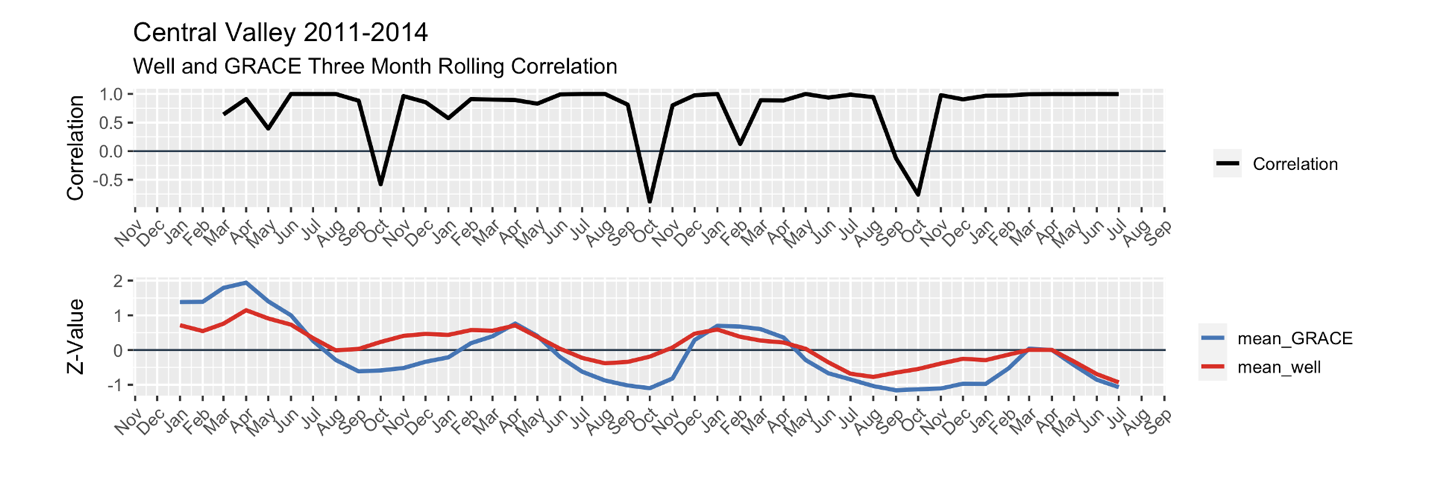 Central Valley 2011-2014
Well and GRACE Three Month Rolling Correlation
Correlation
1.0
0.5
0.0
-0.5
Nov Dec Jan Feb Mar Apr May Jun Jul Aug Sep Oct Nov Dec Jan Feb Mar Apr May Jun Jul Aug Sep Oct Nov Dec Jan Feb Mar Apr May Jun Jul Aug Sep Oct Nov Dec Jan Feb Mar Apr May Jun Jul Aug Sep
Correlation
Z-Value
2
1
0
-1
Nov Dec Jan Feb Mar Apr May Jun Jul Aug Sep Oct Nov Dec Jan Feb Mar Apr May Jun Jul Aug Sep Oct Nov Dec Jan Feb Mar Apr May Jun Jul Aug Sep Oct Nov Dec Jan Feb Mar Apr May Jun Jul Aug Sep
mean_GRACE
mean_well